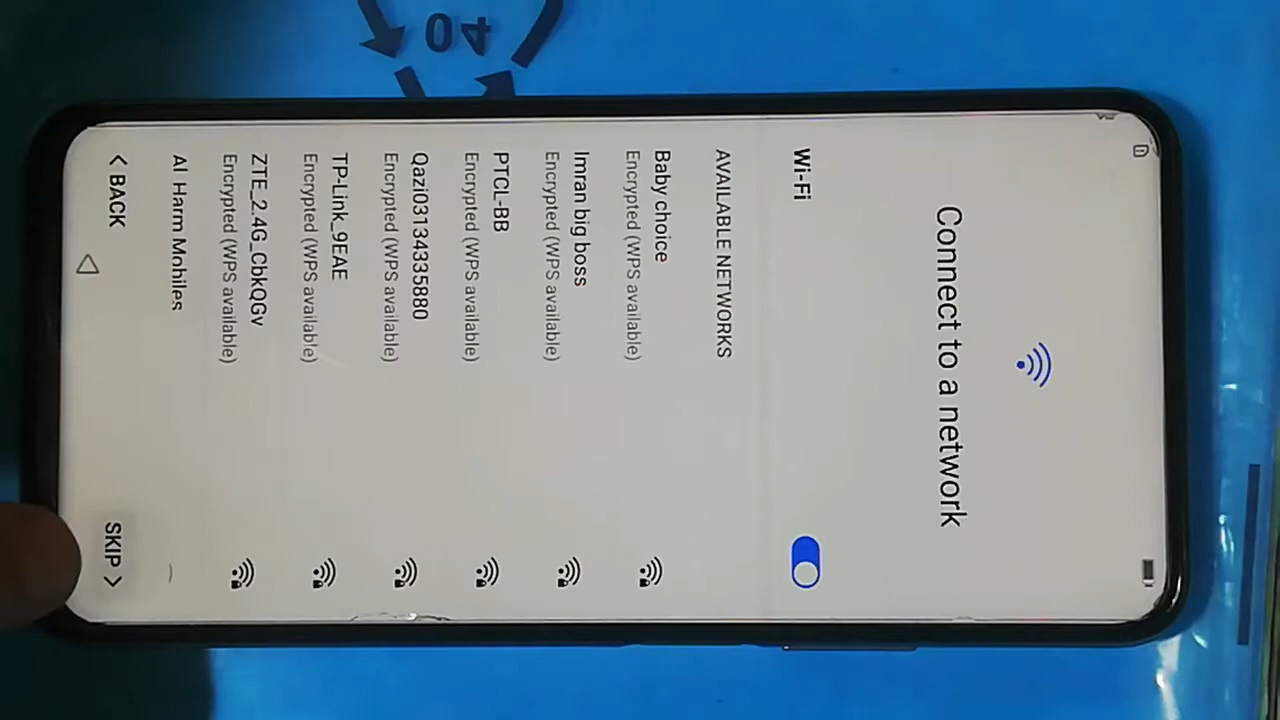 40
Connect to a network
Wi-Fi
AVAILABLE NETWORKS
Baby choice
Encrypted (WPS available)
Imran big boss
Encrypted (WPS available)
PTCL-BB
Encrypted (WPS available)
Qazi03134335880
Encrypted (WPS available)
TP-Link_9EAE
Encrypted (WPS available)
ZTE_2.4G_CbkQGv
Encrypted (WPS available)
Al Harm Mobiles
< BACK
SKIP >